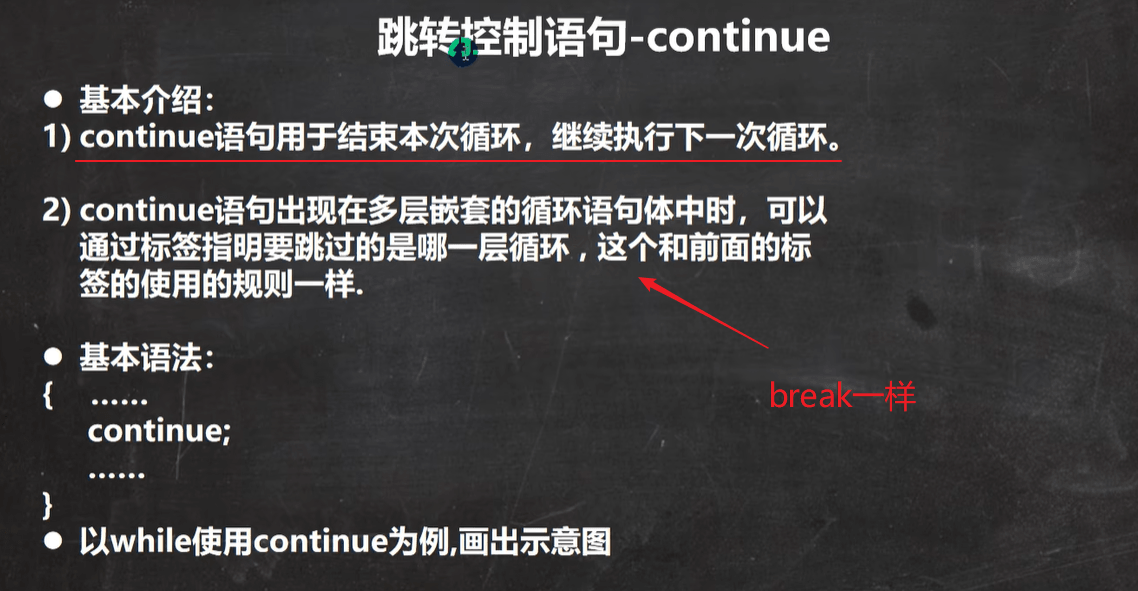 跳转控制语句-continue
● 基本介绍：
1) continue语句用于结束本次循环，继续执行下一次循环。
2) continue语句出现在多层嵌套的循环语句体中时，可以
通过标签指明要跳过的是哪一层循环 , 这个和前面的标
签的使用的规则一样.
● 基本语法：
{ ......
break一样
continue;
......
}
● 以while使用continue为例,画出示意图